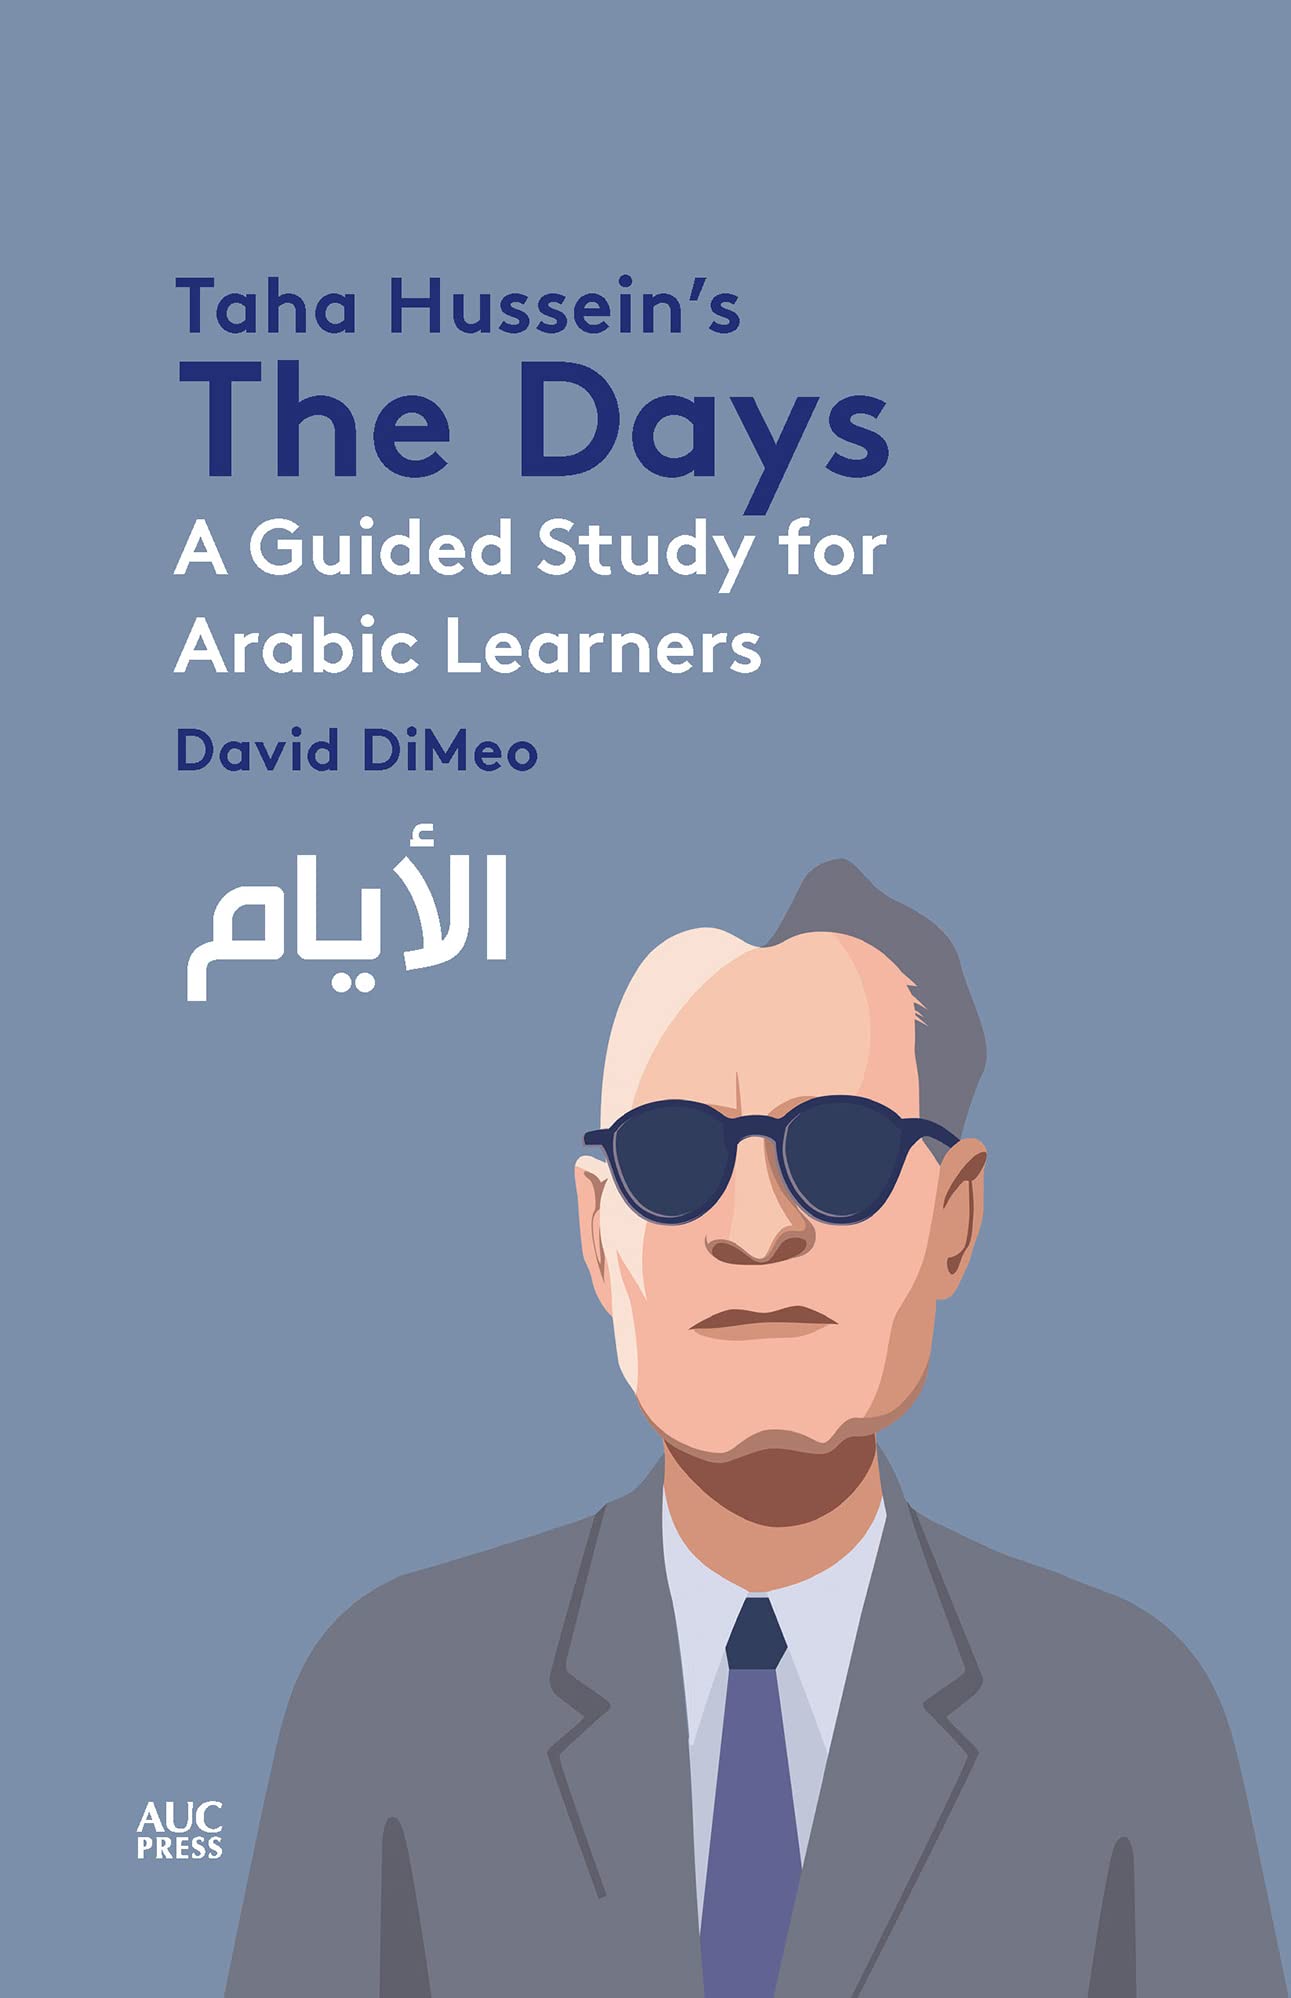 Taha Hussein’s
The Days
A Guided Study for
Arabic Learners
David DiMeo
الأيام
AUC
PRESS